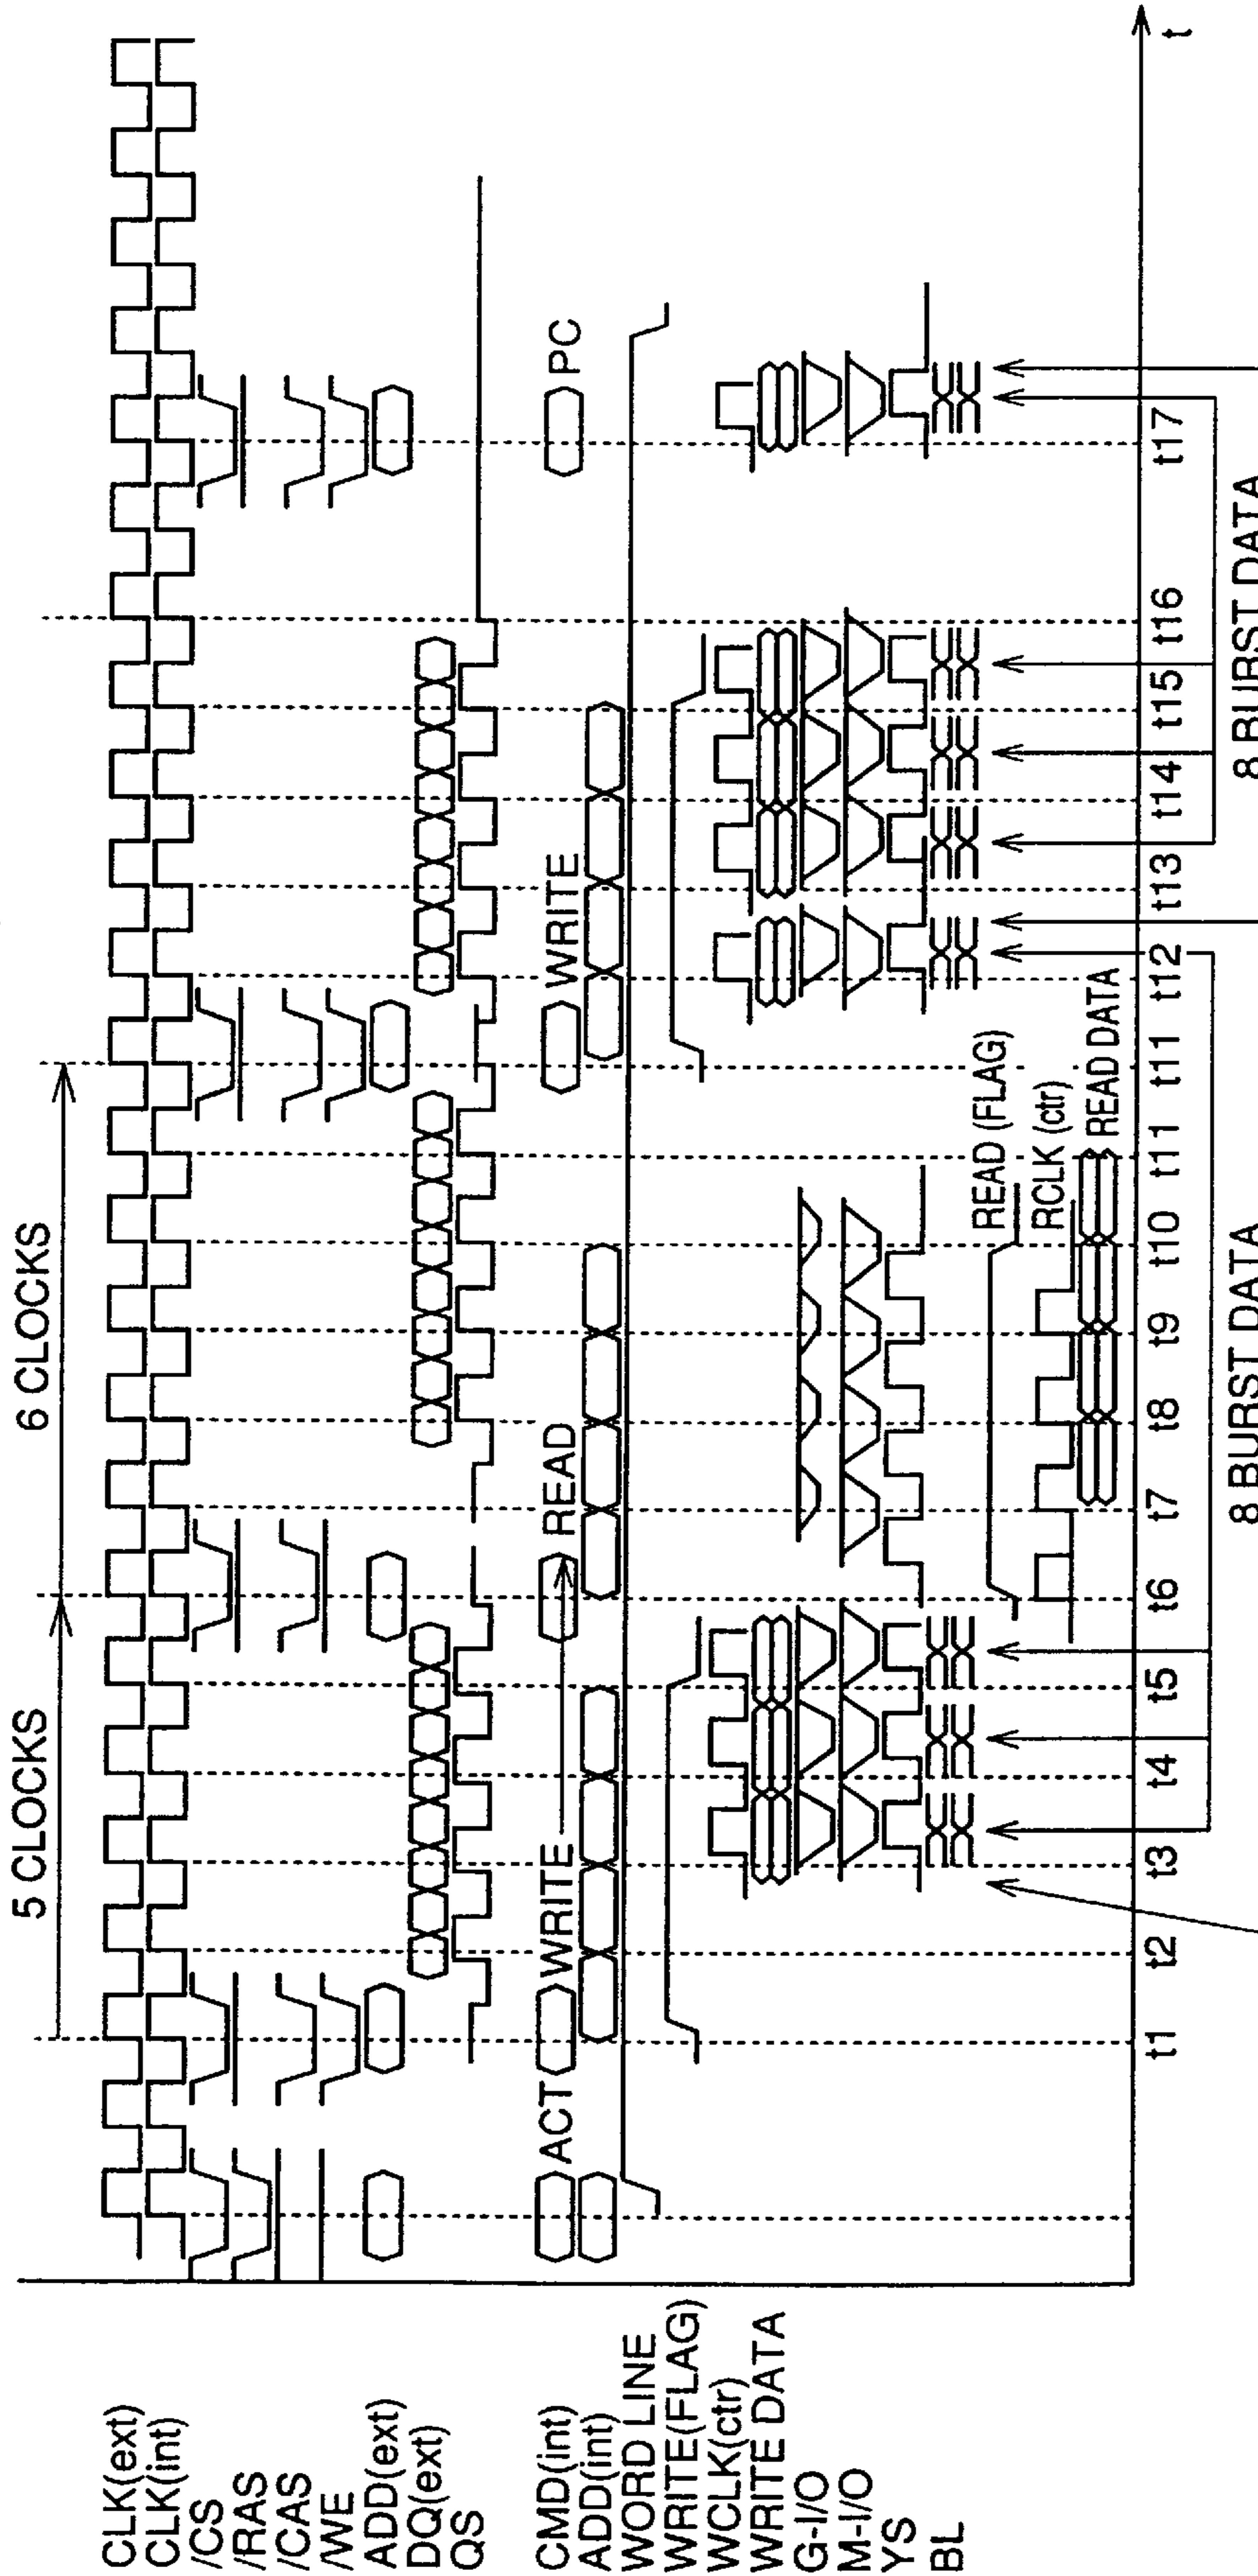 5 CLOCKS
6 CLOCKS
CLK(ext)
CLK(int)
/CS
/RAS
/CAS
/WE
ADD(ext)
DQ(ext)
QS
CMD(int)
ACT
WRITE
READ
WRITE
PC
ADD(int)
WORD LINE
WRITE(FLAG)
WCLK(ctr)
WRITE DATA
G-I/O
M-I/O
YS
BL
READ (FLAG)
RCLK (ctr)
READ DATA
t1 t2 t3 t4 t5 t6 t7 t8 t9 t10 t11 t11 t12 t13 t14 t15 t16 t17 t
8 BURST DATA
8 BURST DATA